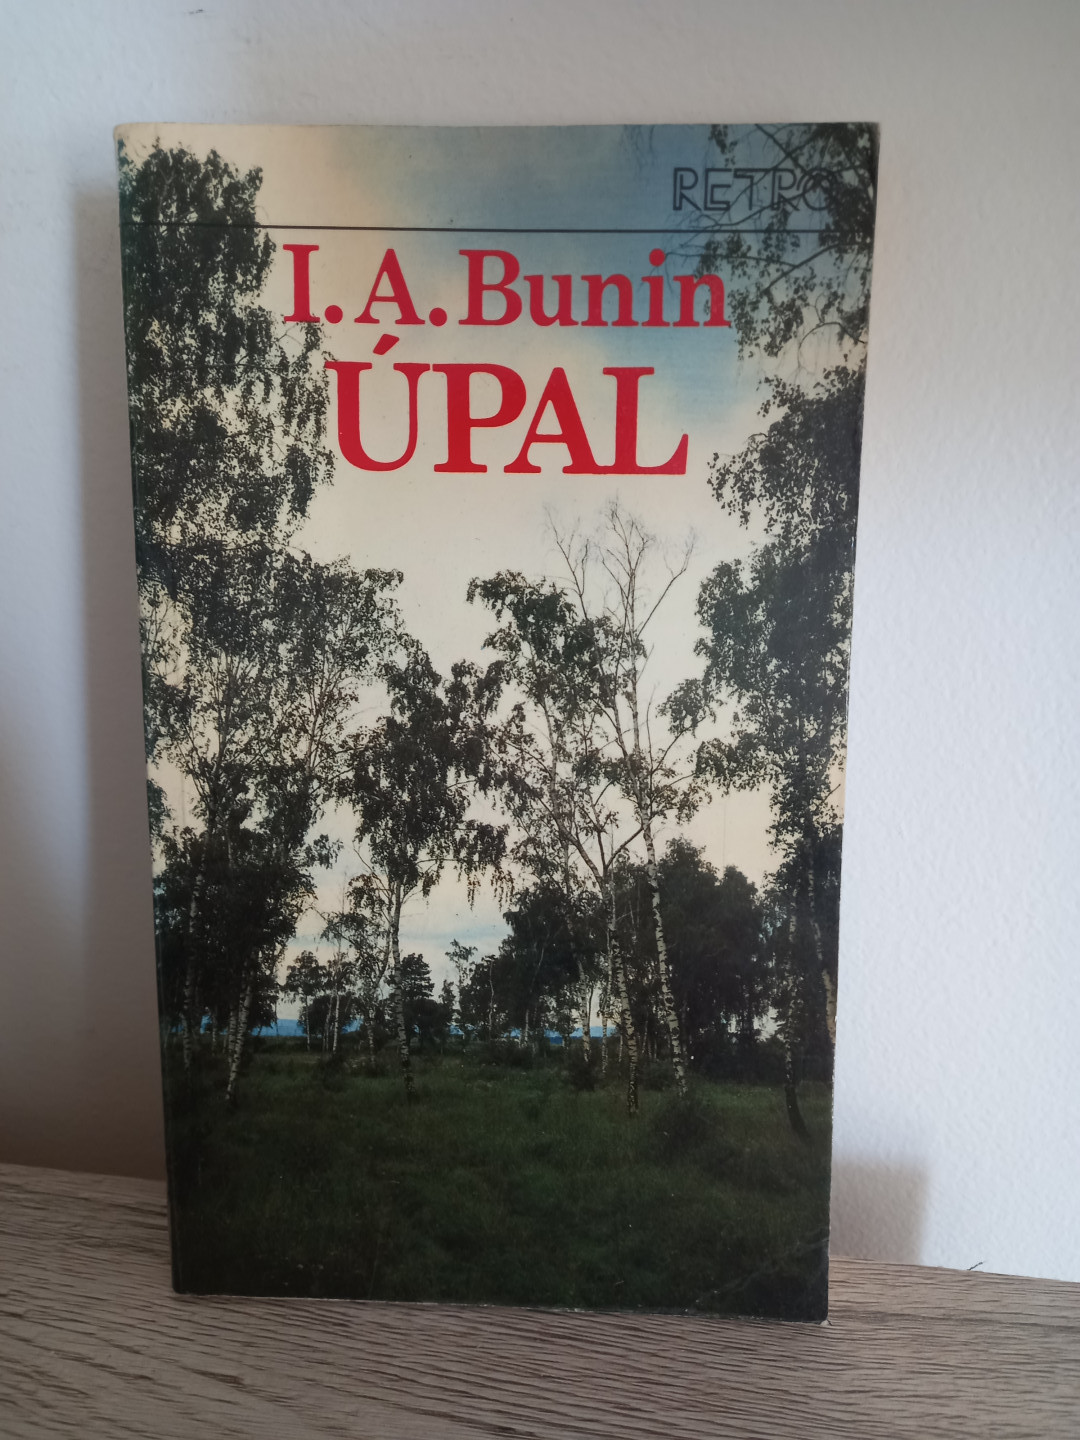 RETRO
I. A. Bunin
ÚPAL